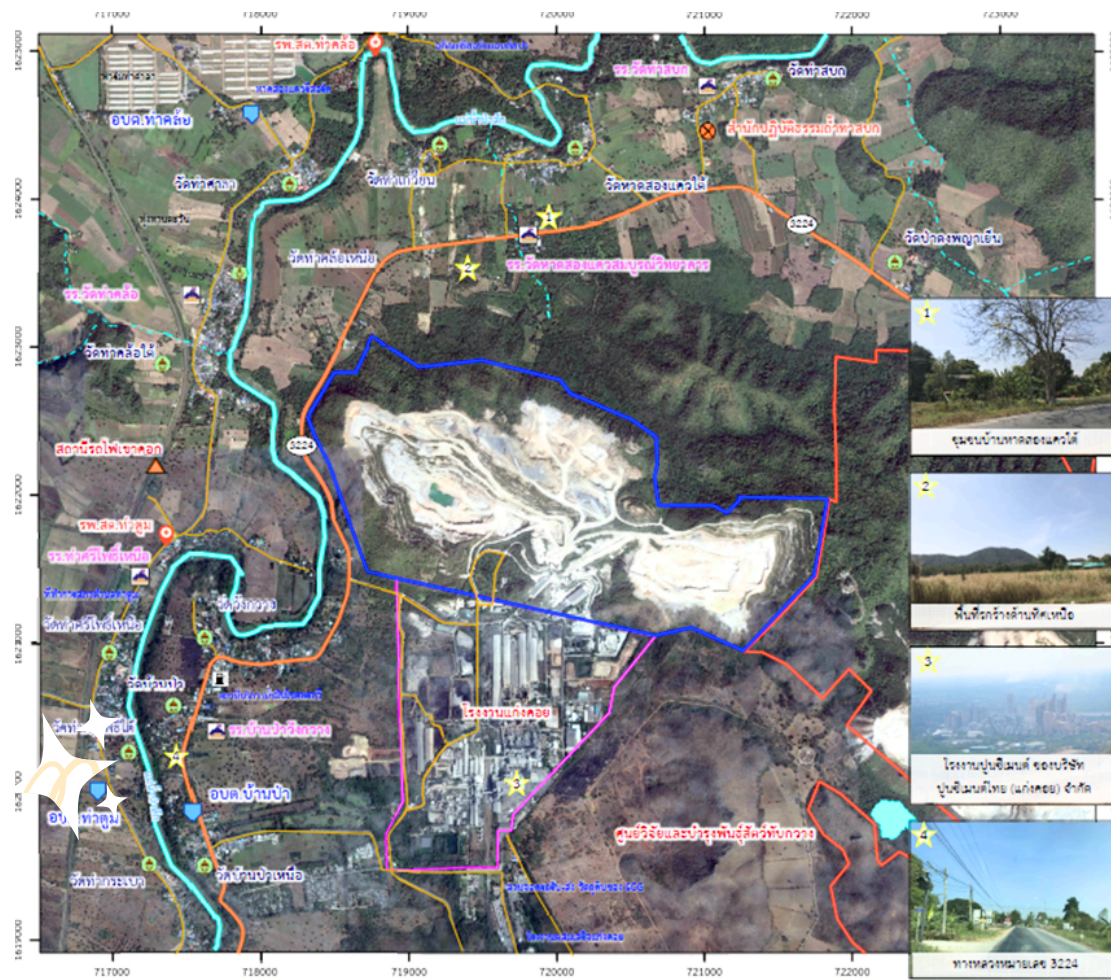 717000
718000
719000
720000
721000
722000
723000
1623000
รพ.สต.ท่าคล้อ
รร.วัดท่าสบก
วัดท่าสบก
อบต.ท่าคล้อ
สำนักปฏิบัติธรรมถ้ำท่าสบก
วัดท่าศาลา
วัดท่าเกวียน
วัดหาดสองแควใต้
1624000
ทุ่งทานตะวัน
1
3224
วัดป่าดงพญาเย็น
วัดท่าคล้อเหนือ
2
รร.วัดหาดสองแควสมบูรณ์วิทยาคาร
รร.วัดท่าคล้อ
1
1623000
วัดท่าคล้อใต้
ชุมชนบ้านหาดสองแควใต้
3224
สถานีรถไฟเขาคอก
2
1622000
รพ.สต.ท่าตูม
รร.ท่าศรีโพธิ์เหนือ
วัดวังกวาง
พื้นที่รกร้างด้านทิศเหนือ
วัดท่าศรีโพธิ์เหนือ
1621000
3
วัดบ้านป่า
โรงงานแก่งคอย
รร.บ้านป่าวังกวาง
4
โรงงานปูนซิเมนต์ ของบริษัท
ปูนซิเมนต์ไทย (แก่งคอย) จำกัด
3
อบต.บ้านป่า
ศูนย์วิจัยและบำรุงพันธุ์สัตว์ทับกวาง
4
วัดท่ากระเบา
วัดบ้านป่าเหนือ
1619000
ทางหลวงหมายเลข 3224
717000
718000
719000
720000
721000
722000